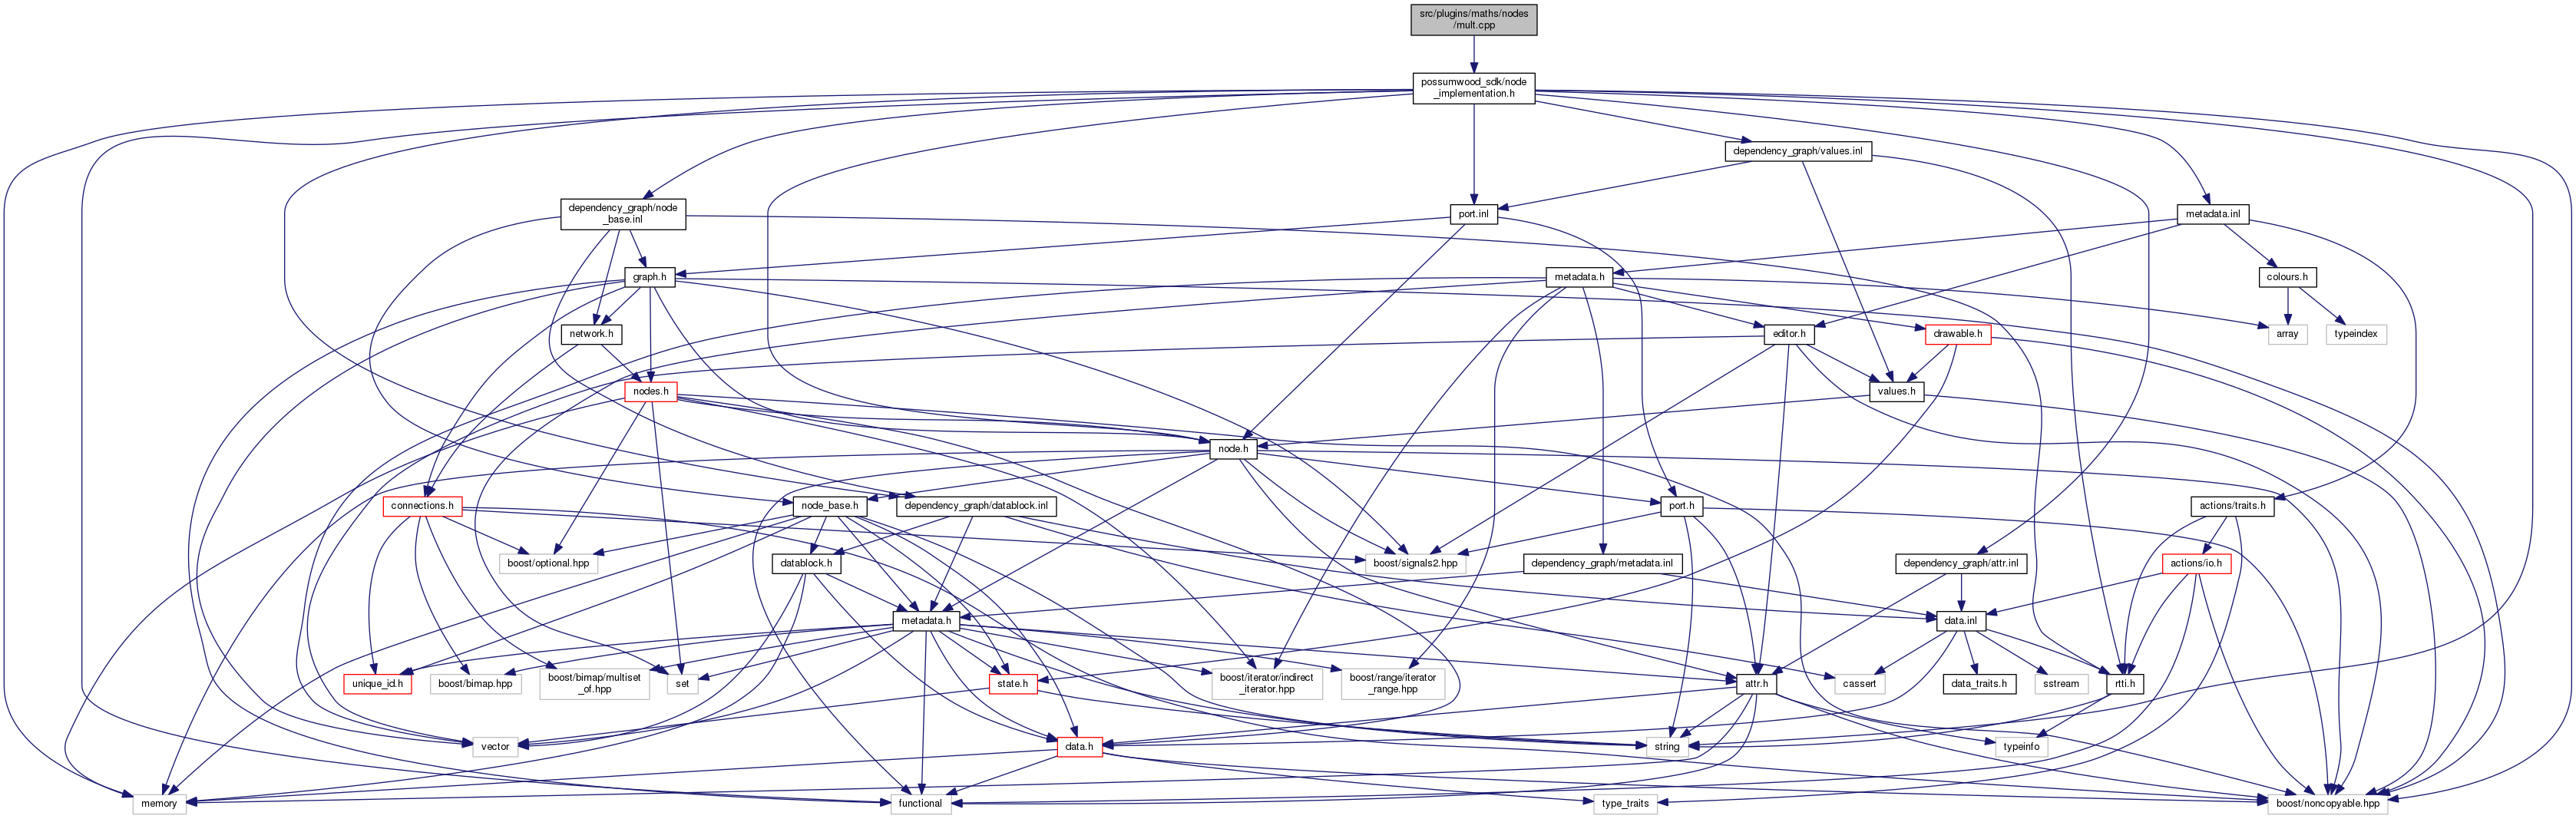 src/plugins/maths/nodes
/mult.cpp
possumwood_sdk/node
_implementation.h
dependency_graph/values.inl
dependency_graph/node
_base.inl
port.inl
metadata.inl
graph.h
metadata.h
colours.h
network.h
editor.h
drawable.h
array
typeindex
nodes.h
values.h
node.h
connections.h
node_base.h
dependency_graph/datablock.inl
port.h
actions/traits.h
boost/optional.hpp
datablock.h
boost/signals2.hpp
dependency_graph/metadata.inl
dependency_graph/attr.inl
actions/io.h
metadata.h
data.inl
unique_id.h
boost/bimap.hpp
boost/bimap/multiset
_of.hpp
set
state.h
boost/iterator/indirect
_iterator.hpp
boost/range/iterator
_range.hpp
attr.h
cassert
data_traits.h
sstream
rtti.h
vector
data.h
string
typeinfo
memory
functional
type_traits
boost/noncopyable.hpp